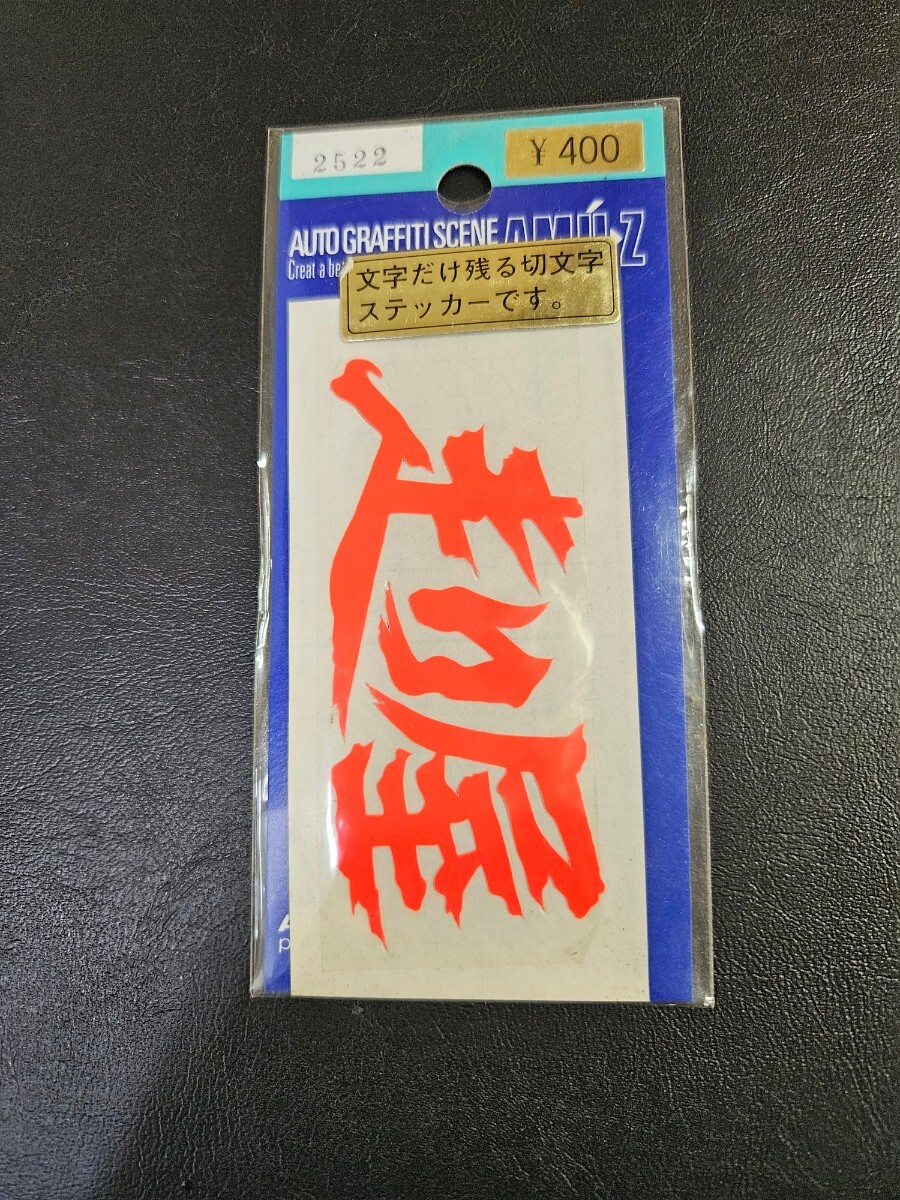 2522
¥400
AUTO GRAFFITI SCENE AMÚ-Z
Creat a be
文字だけ残る切文字
ステッカーです。
走り屋
p